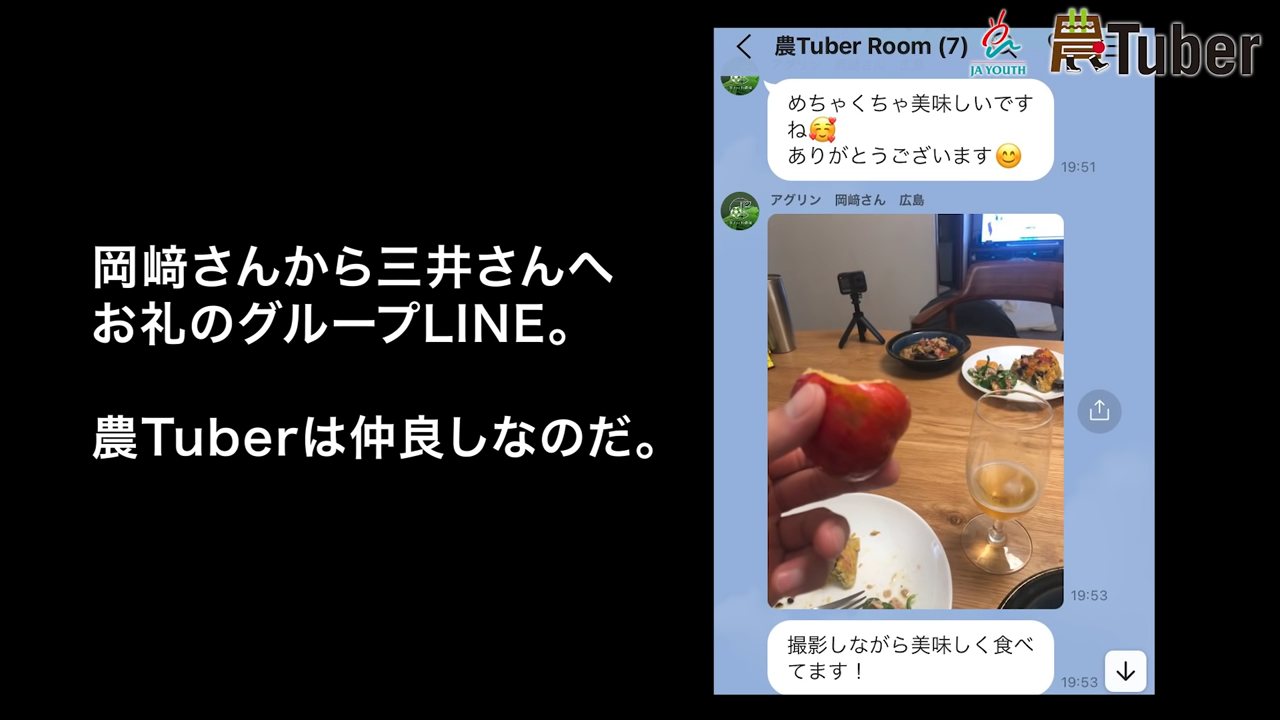 農Tuber Room (7)
JA YOUTH
農Tuber
めちゃくちゃ美味しいです
ね🥰
ありがとうございます😊
19:51
アグリン 岡﨑さん 広島
岡﨑さんから三井さんへ
お礼のグループLINE。
農Tuberは仲良しなのだ。
19:53
撮影しながら美味しく食べ
てます！
19:53